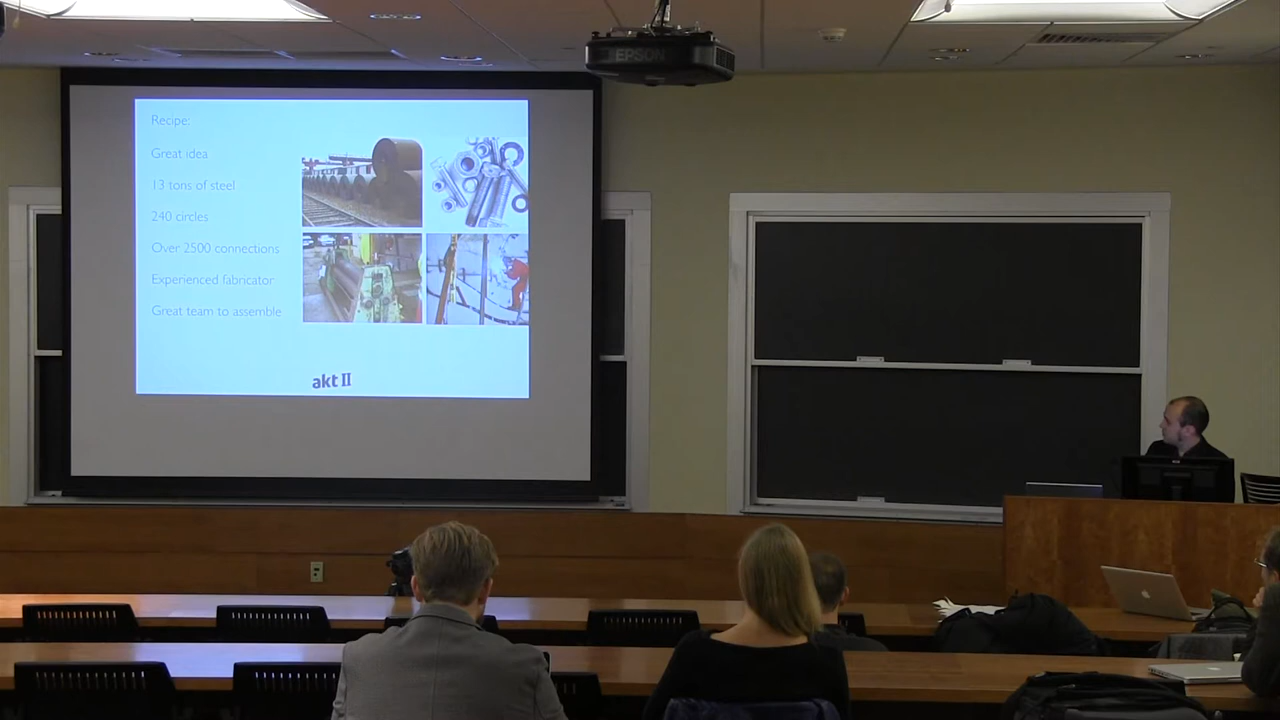 EPSON
Recipe:
Great idea
13 tons of steel
240 circles
Over 2500 connections
Experienced fabricator
Great team to assemble
akt II